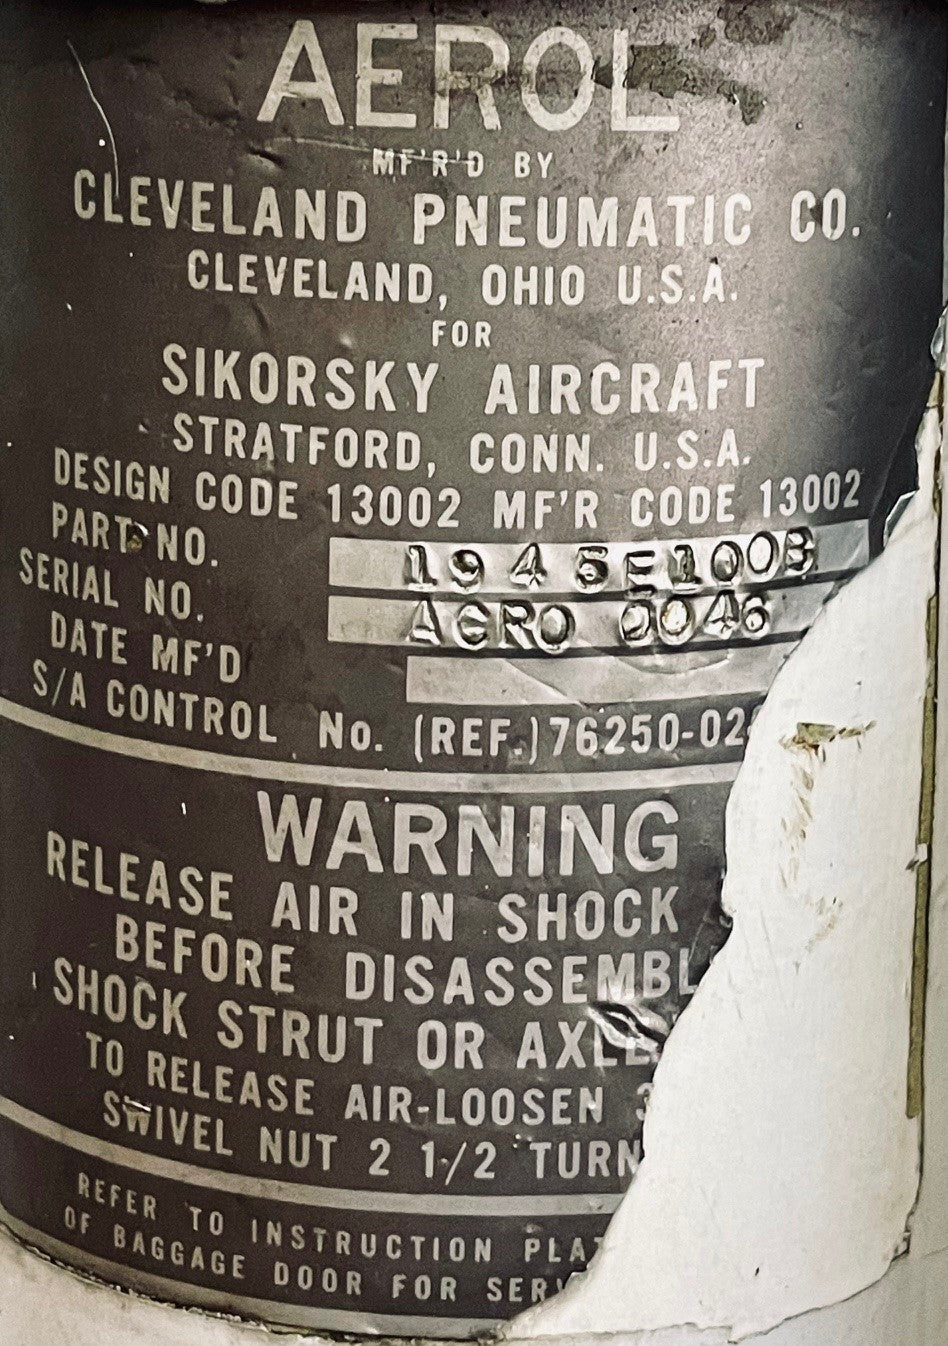 AEROL
MF'R'D BY
CLEVELAND PNEUMATIC CO.
CLEVELAND, OHIO U.S.A.
FOR
SIKORSKY AIRCRAFT
STRATFORD, CONN. U.S.A.
DESIGN CODE 13002 MF'R CODE 13002
PART NO. 1945E100B
SERIAL NO. AERO 0046
DATE MF'D
S/A CONTROL No. (REF.) 76250-02
WARNING
RELEASE AIR IN SHOCK
BEFORE DISASSEMBL
SHOCK STRUT OR AXLE
TO RELEASE AIR-LOOSEN 3
SWIVEL NUT 2 1/2 TURN
REFER TO INSTRUCTION PLA
OF BAGGAGE DOOR FOR SERV